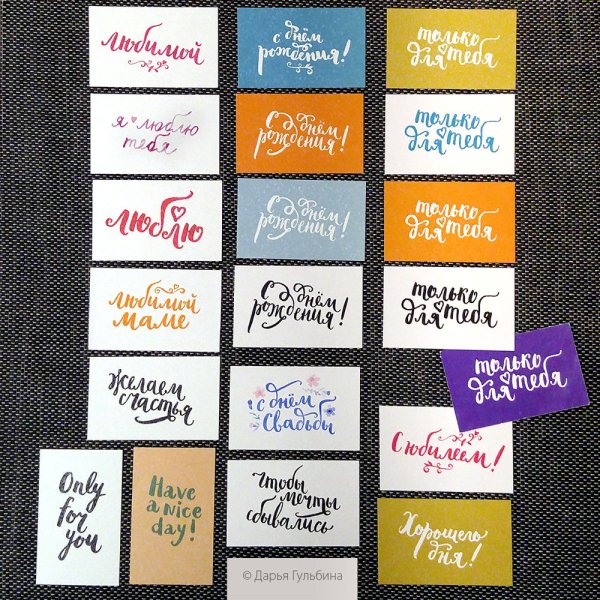 любимой
я люблю
тебя
люблю
любимой
маме
Желаем
счастья
Only
for
you
Have
a nice
day!
с днём
рождения!
С днём
рождения!
С днём
рождения!
С днём
рождения!
с днём
Свадьбы
Чтобы
мечты
сбывались
только
для тебя
только
для тебя
только
для тебя
только
для тебя
только
для тебя
С юбилеем!
Хорошего
дня!
© Дарья Гульбина